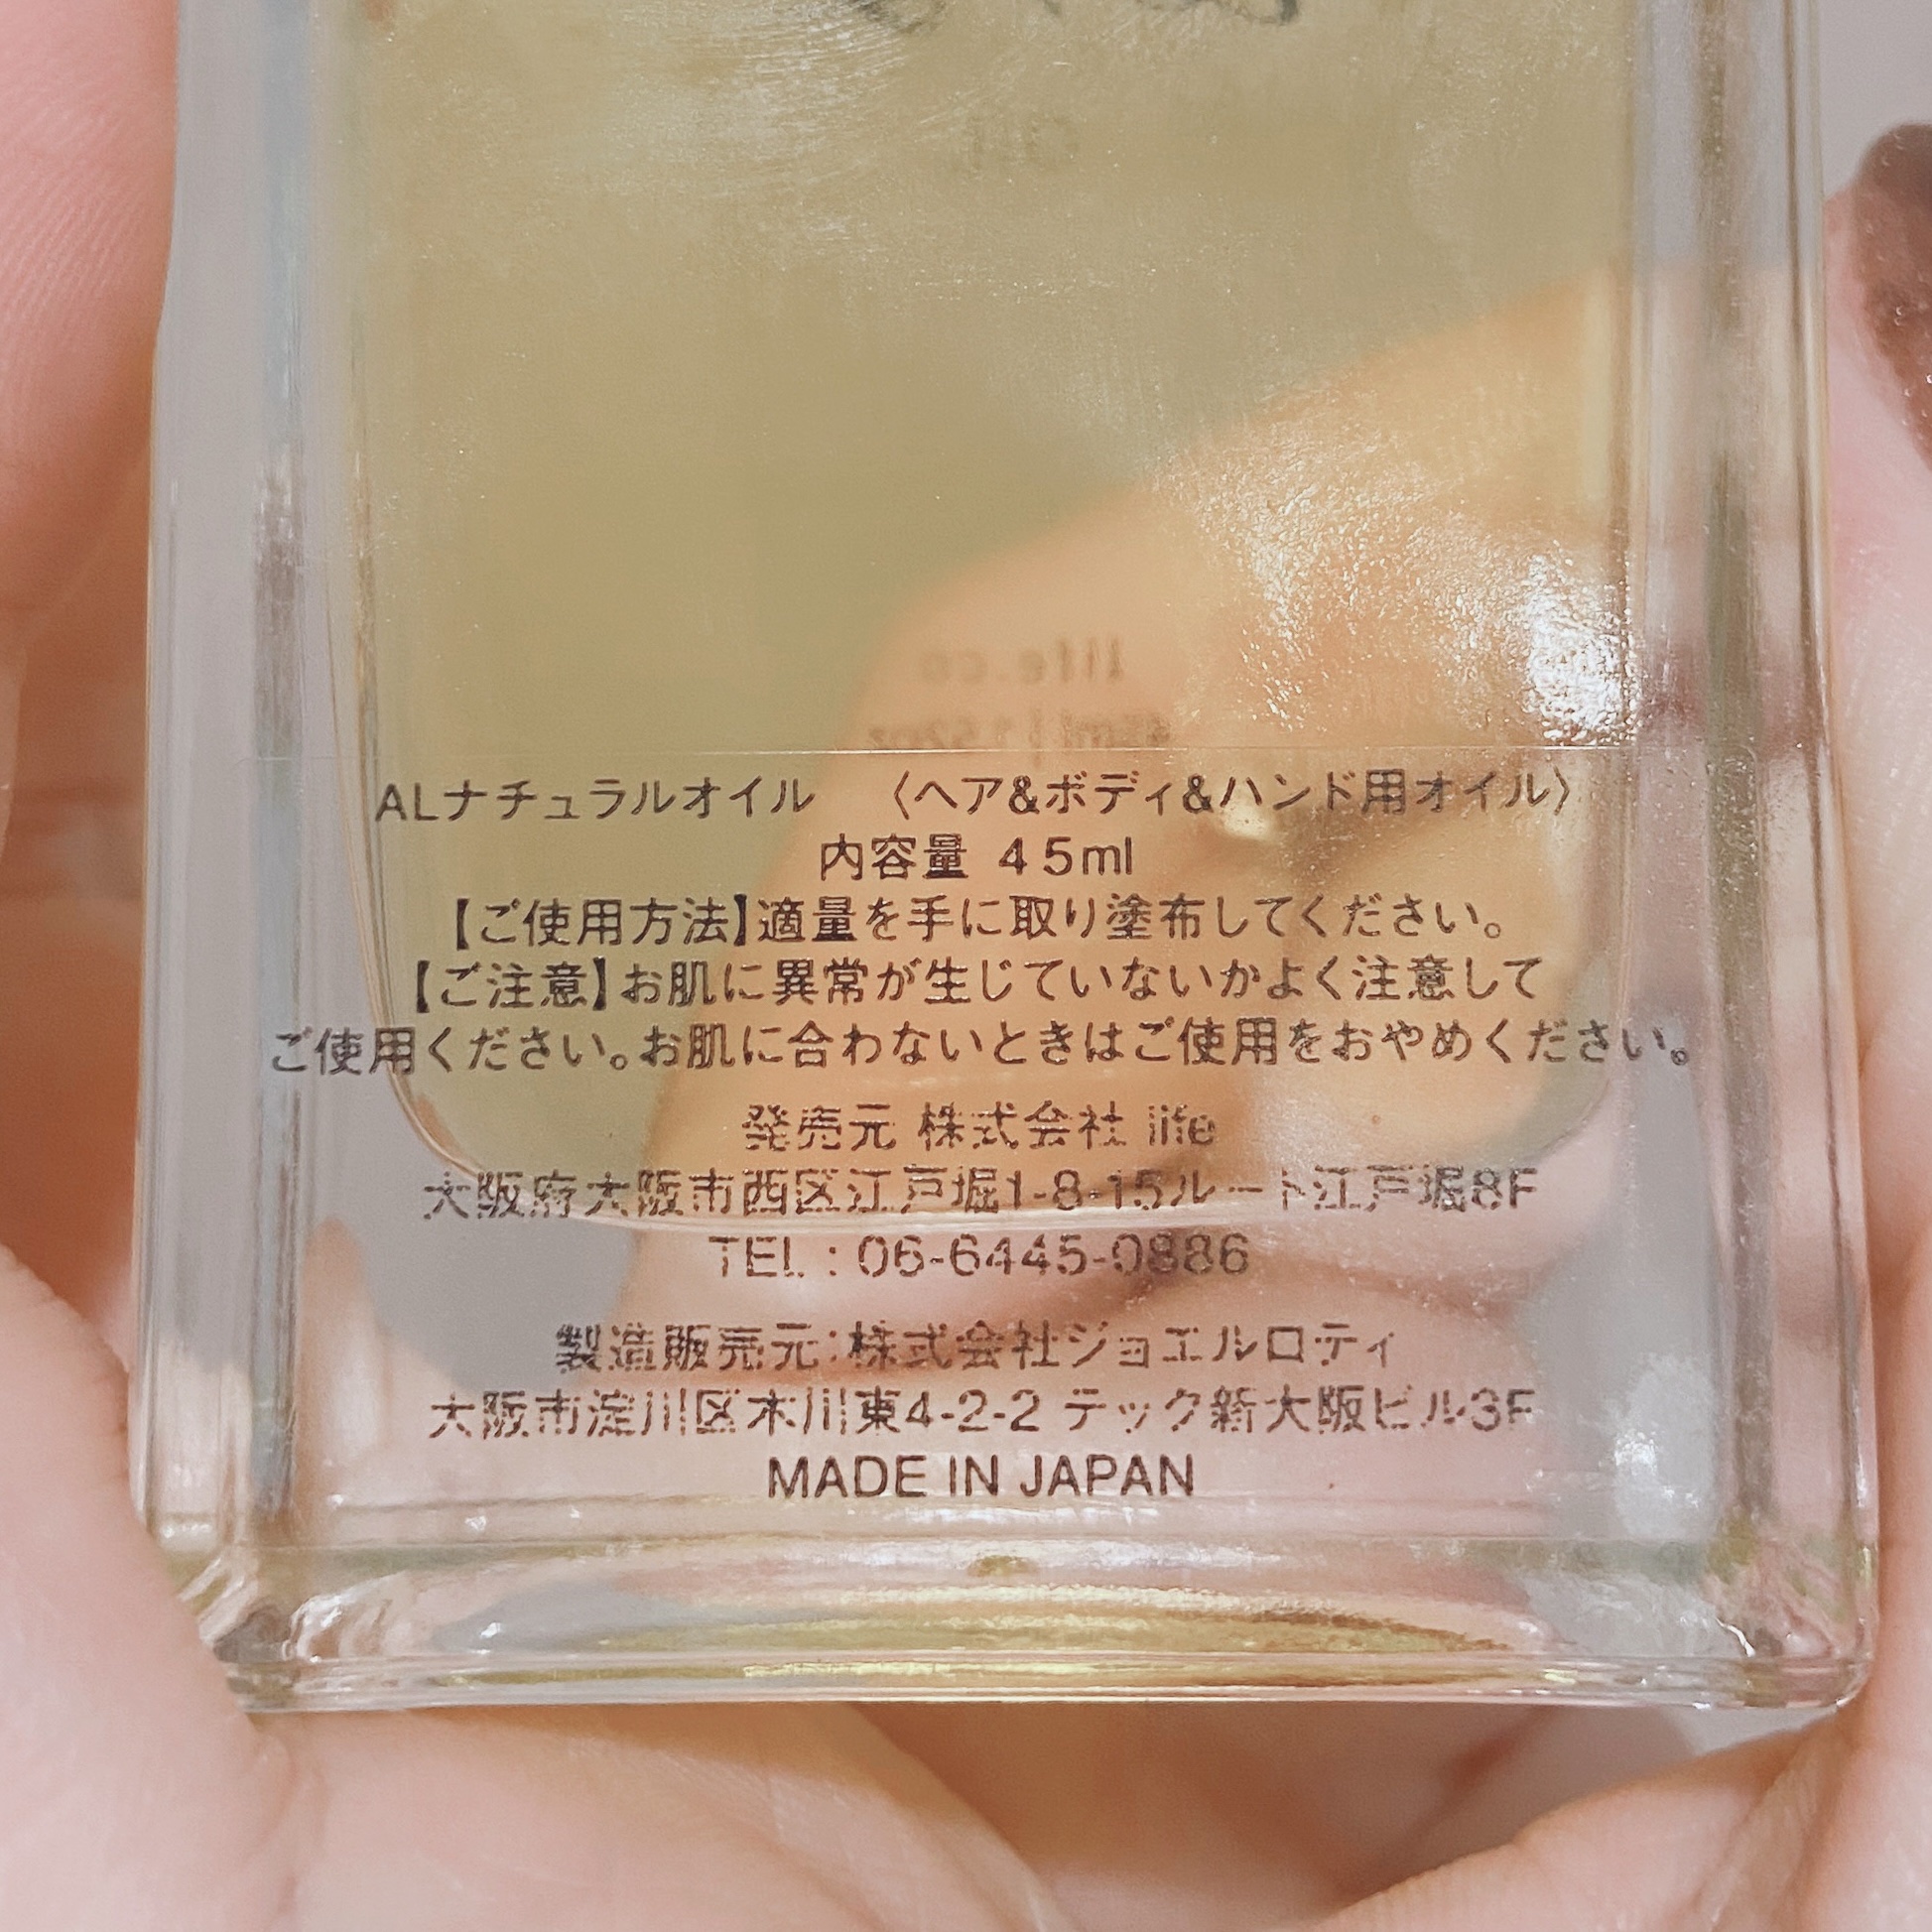 ALナチュラルオイル　〈ヘア&ボディ&ハンド用オイル〉
内容量 45ml
【ご使用方法】適量を手に取り塗布してください。
【ご注意】お肌に異常が生じていないかよく注意して
ご使用ください。お肌に合わないときはご使用をおやめください。
発売元 株式会社 life
大阪府大阪市西区江戸堀1-8-15ルート江戸堀8F
TEL : 06-6445-0886
製造販売元:株式会社ジョエルロティ
大阪市淀川区木川東4-2-2 テック新大阪ビル3F
MADE IN JAPAN